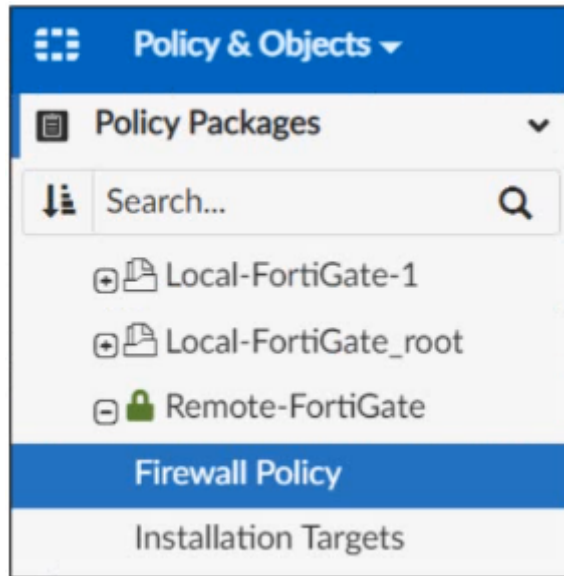 Policy & Objects
Policy Packages
Search...
Local-FortiGate-1
Local-FortiGate_root
Remote-FortiGate
Firewall Policy
Installation Targets